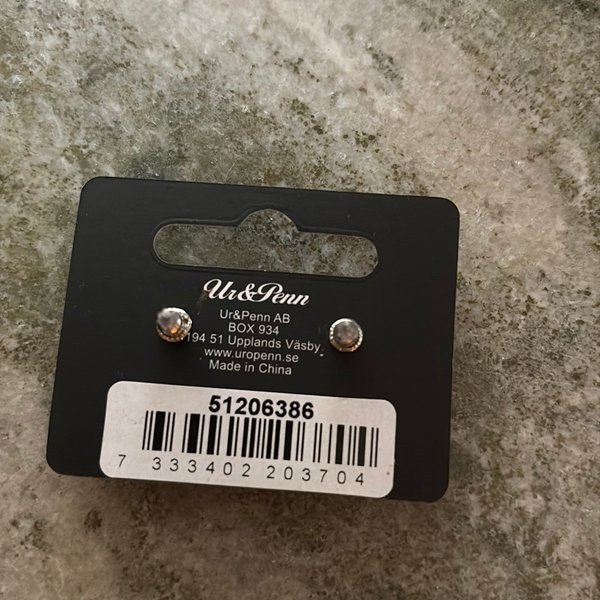 Ur&Penn
Ur&Penn AB
BOX 934
194 51 Upplands Väsby
www.uropenn.se
Made in China
51206386
7 333402 203704